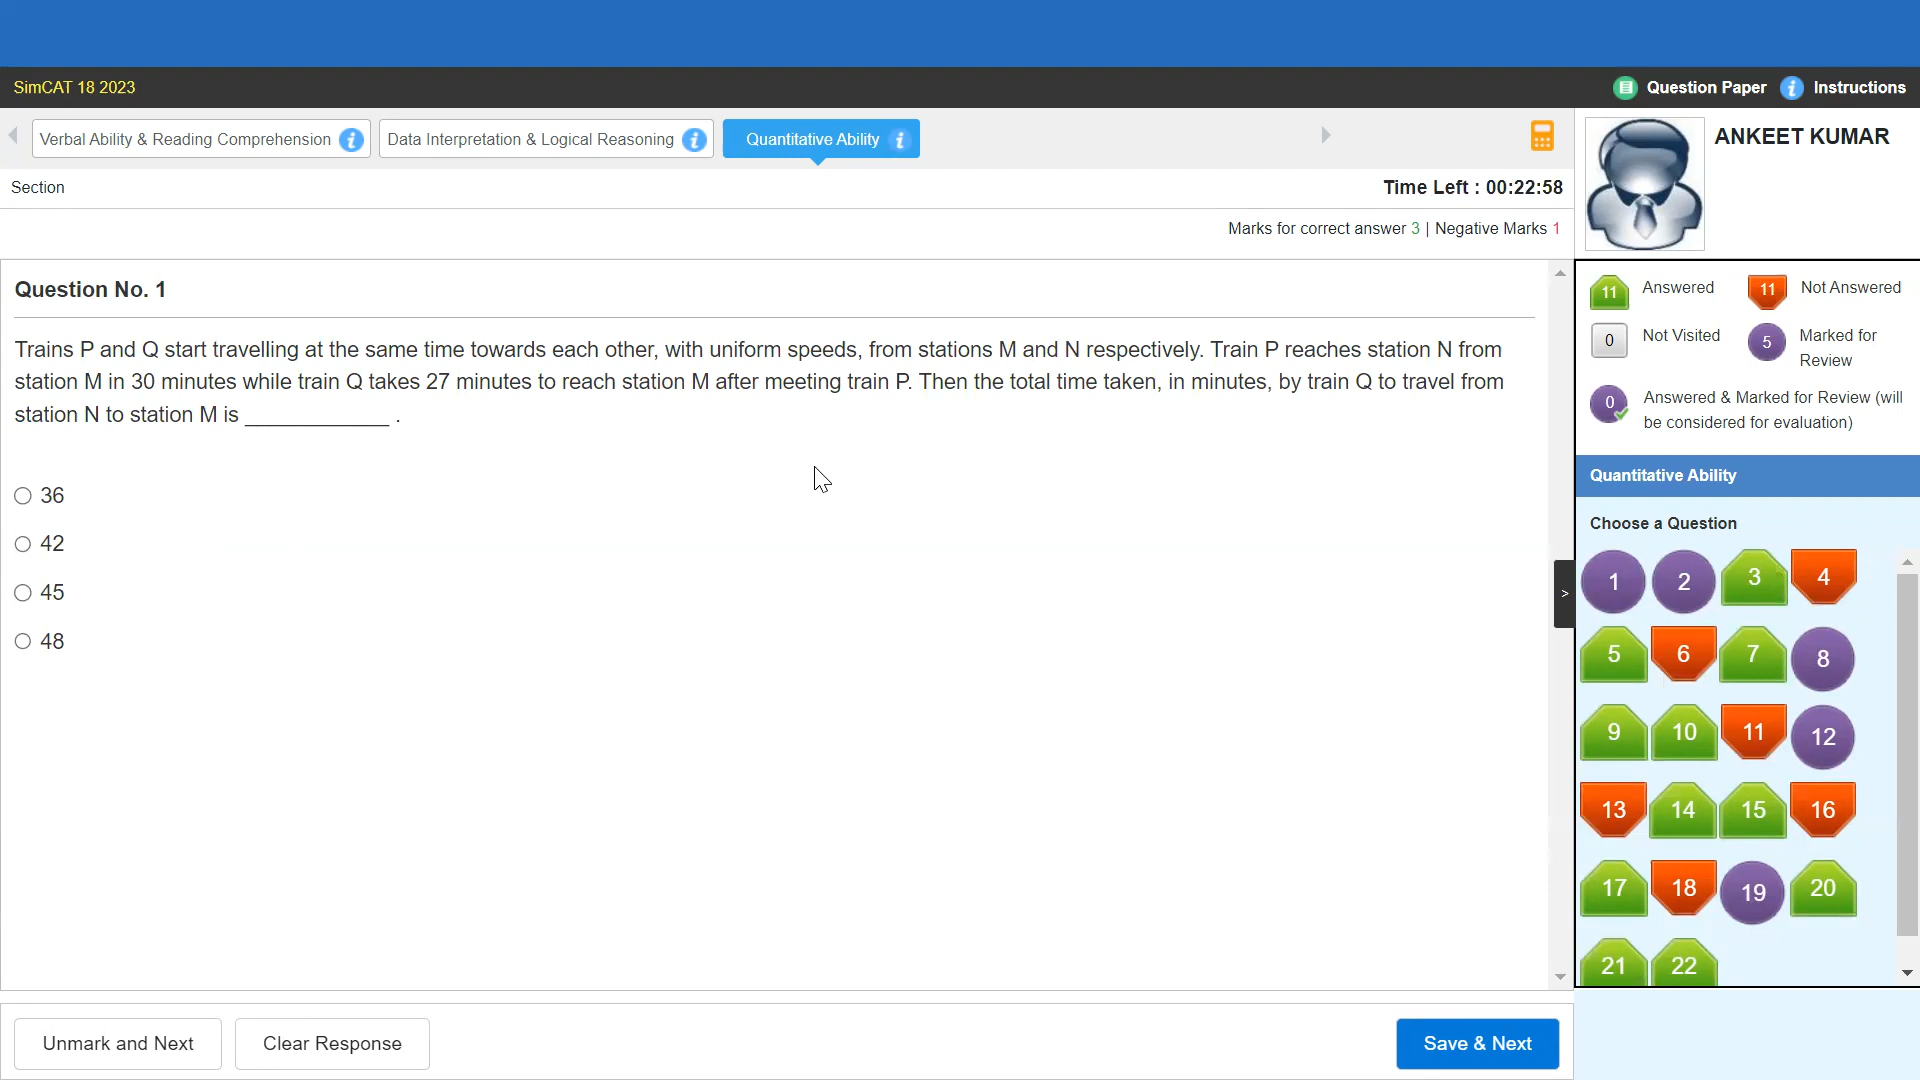 SimCAT 18 2023
Question Paper
Instructions
Verbal Ability & Reading Comprehension
Data Interpretation & Logical Reasoning
Quantitative Ability
ANKEET KUMAR
Section
Time Left : 00:22:58
Marks for correct answer 3 | Negative Marks 1
Question No. 1
Trains P and Q start travelling at the same time towards each other, with uniform speeds, from stations M and N respectively. Train P reaches station N from
station M in 30 minutes while train Q takes 27 minutes to reach station M after meeting train P. Then the total time taken, in minutes, by train Q to travel from
station N to station M is _____________ .
36
42
45
48
11 Answered
11 Not Answered
0 Not Visited
5 Marked for
Review
0 Answered & Marked for Review (will
be considered for evaluation)
Quantitative Ability
Choose a Question
1 2 3 4
5 6 7 8
9 10 11 12
13 14 15 16
17 18 19 20
21 22
>
Unmark and Next
Clear Response
Save & Next